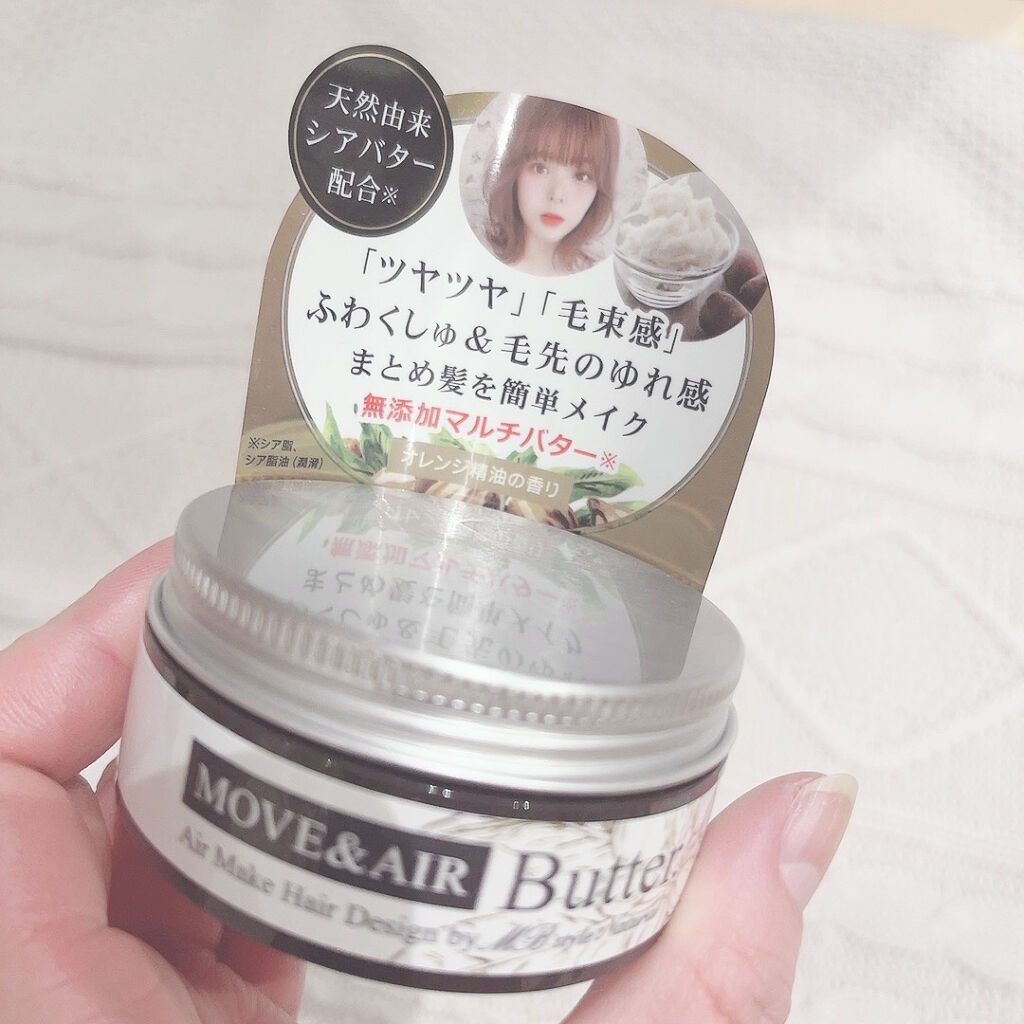 天然由来
シアバター
配合※
「ツヤツヤ」「毛束感」
ふわくしゅ&毛先のゆれ感
まとめ髪を簡単メイク
無添加マルチバター※
※シア脂、
シア脂油(潤滑)
オレンジ精油の香り
MOVE&AIR Butter
Air Make Hair Design by MB style Natural